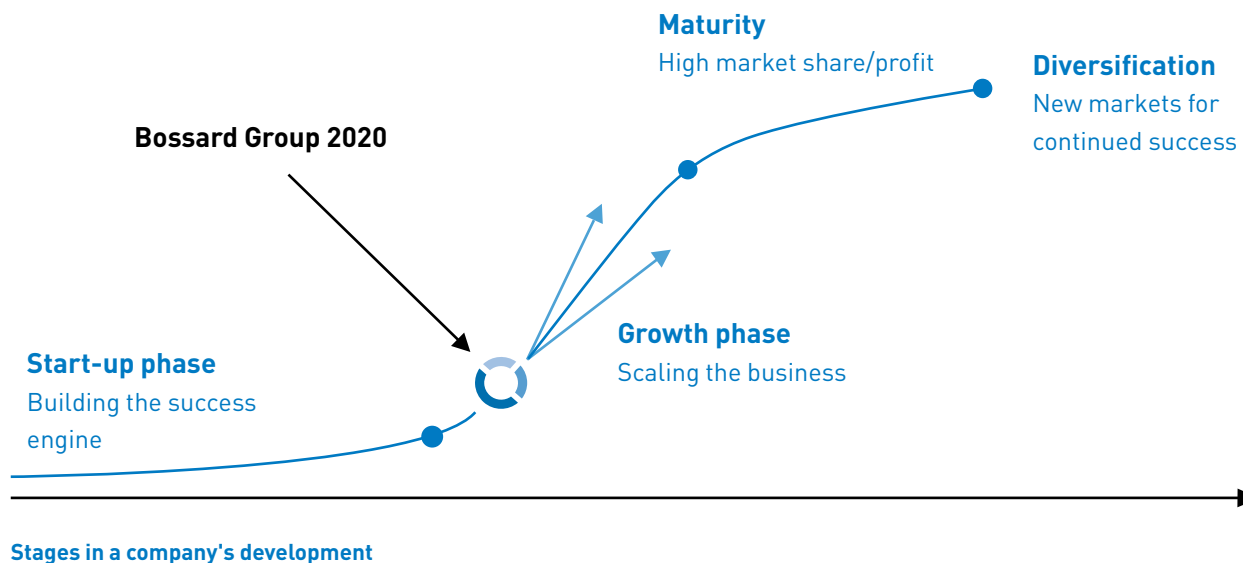 Maturity
High market share/profit
Diversification
New markets for
continued success
Bossard Group 2020
Growth phase
Scaling the business
Start-up phase
Building the success
engine
Stages in a company's development